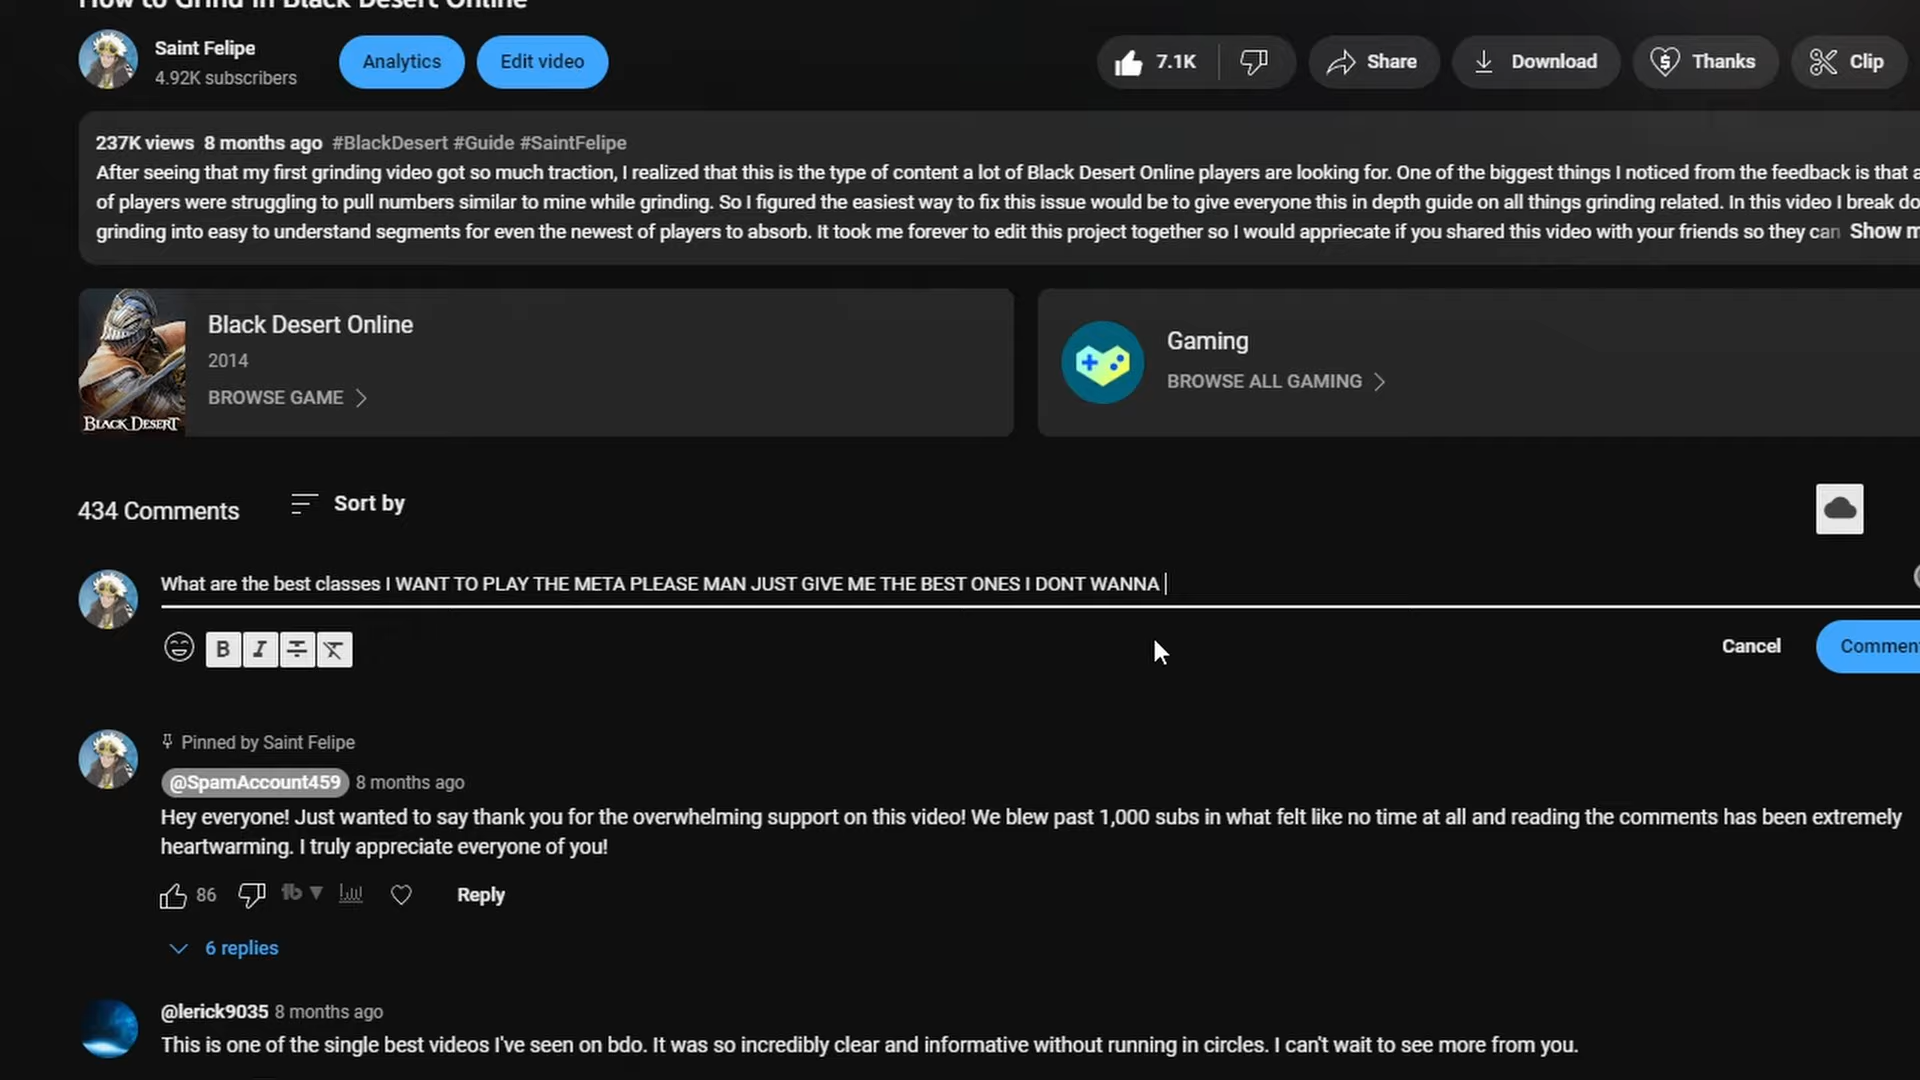 How to Grind in Black Desert Online
Saint Felipe
4.92K subscribers
Analytics
Edit video
7.1K
Share
Download
Thanks
Clip
237K views 8 months ago #BlackDesert #Guide #SaintFelipe
After seeing that my first grinding video got so much traction, I realized that this is the type of content a lot of Black Desert Online players are looking for. One of the biggest things I noticed from the feedback is that a
of players were struggling to pull numbers similar to mine while grinding. So I figured the easiest way to fix this issue would be to give everyone this in depth guide on all things grinding related. In this video I break do
grinding into easy to understand segments for even the newest of players to absorb. It took me forever to edit this project together so I would appriecate if you shared this video with your friends so they can Show m
BLACK DESERT
Black Desert Online
2014
BROWSE GAME
Gaming
BROWSE ALL GAMING
434 Comments
Sort by
What are the best classes I WANT TO PLAY THE META PLEASE MAN JUST GIVE ME THE BEST ONES I DONT WANNA
B I
Cancel
Commen
Pinned by Saint Felipe
@SpamAccount459 8 months ago
Hey everyone! Just wanted to say thank you for the overwhelming support on this video! We blew past 1,000 subs in what felt like no time at all and reading the comments has been extremely
heartwarming. I truly appreciate everyone of you!
86
Reply
6 replies
@lerick9035 8 months ago
This is one of the single best videos I've seen on bdo. It was so incredibly clear and informative without running in circles. I can't wait to see more from you.